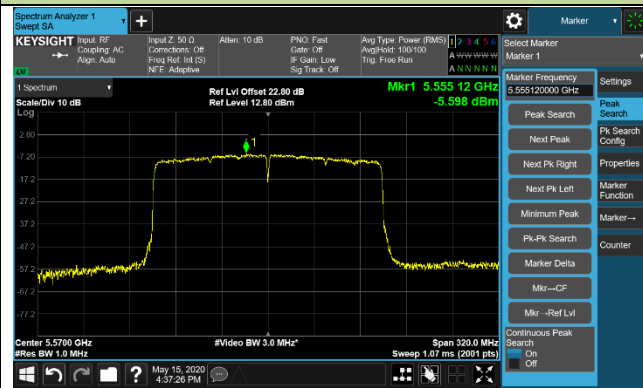 Spectrum Analyzer 1
Swept SA
Marker
KEYSIGHT
Input: RF
Coupling: AC
Align: Auto
Input Z: 50 Ω
Corrections: Off
Freq Ref: Int (S)
NFE: Adaptive
Atten: 10 dB
PNO: Fast
Gate: Off
IF Gain: Low
Sig Track: Off
Avg Type: Power (RMS)
Avg|Hold: 100/100
Trig: Free Run
1 2 3 4 5 6
A W W W W W
A N N N N N
LXI
Select Marker
Marker 1
1 Spectrum
Scale/Div 10 dB
Log
Ref Lvl Offset 22.80 dB
Ref Level 12.80 dBm
Mkr1 5.555 12 GHz
-5.598 dBm
2.80
-7.20
-17.2
-27.2
-37.2
-47.2
-57.2
-67.2
-77.2
1
Center 5.5700 GHz
#Res BW 1.0 MHz
#Video BW 3.0 MHz*
Span 320.0 MHz
Sweep 1.07 ms (2001 pts)
Marker Frequency
5.555120000 GHz
Peak Search
Next Peak
Next Pk Right
Next Pk Left
Minimum Peak
Pk-Pk Search
Marker Delta
Mkr→CF
Mkr→Ref Lvl
Continuous Peak
Search
On
Off
Settings
Peak
Search
Pk Search
Config
Properties
Marker
Function
Marker→
Counter
?
May 15, 2020
4:37:26 PM